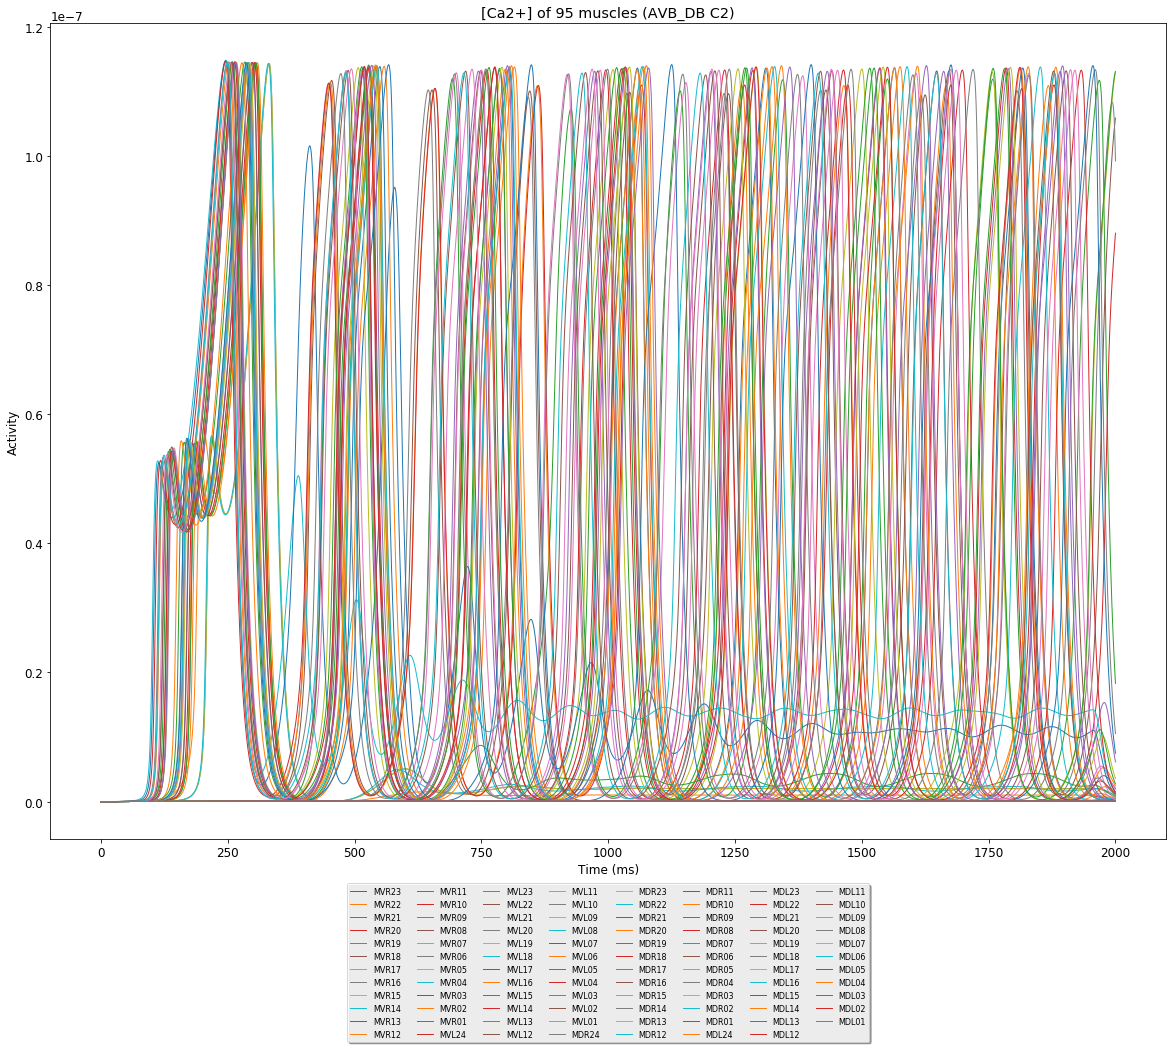 [Ca2+] of 95 muscles (AVB_DB C2)
1e−7
1.2
1.0
0.8
0.6
0.4
0.2
0.0
Activity
0 250 500 750 1000 1250 1500 1750 2000
Time (ms)
MVR23 MVR11 MVL23 MVL11 MDR23 MDR11 MDL23 MDL11
MVR22 MVR10 MVL22 MVL10 MDR22 MDR10 MDL22 MDL10
MVR21 MVR09 MVL21 MVL09 MDR21 MDR09 MDL21 MDL09
MVR20 MVR08 MVL20 MVL08 MDR20 MDR08 MDL20 MDL08
MVR19 MVR07 MVL19 MVL07 MDR19 MDR07 MDL19 MDL07
MVR18 MVR06 MVL18 MVL06 MDR18 MDR06 MDL18 MDL06
MVR17 MVR05 MVL17 MVL05 MDR17 MDR05 MDL17 MDL05
MVR16 MVR04 MVL16 MVL04 MDR16 MDR04 MDL16 MDL04
MVR15 MVR03 MVL15 MVL03 MDR15 MDR03 MDL15 MDL03
MVR14 MVR02 MVL14 MVL02 MDR14 MDR02 MDL14 MDL02
MVR13 MVR01 MVL13 MVL01 MDR13 MDR01 MDL13 MDL01
MVR12 MVL24 MVL12 MDR24 MDR12 MDL24 MDL12